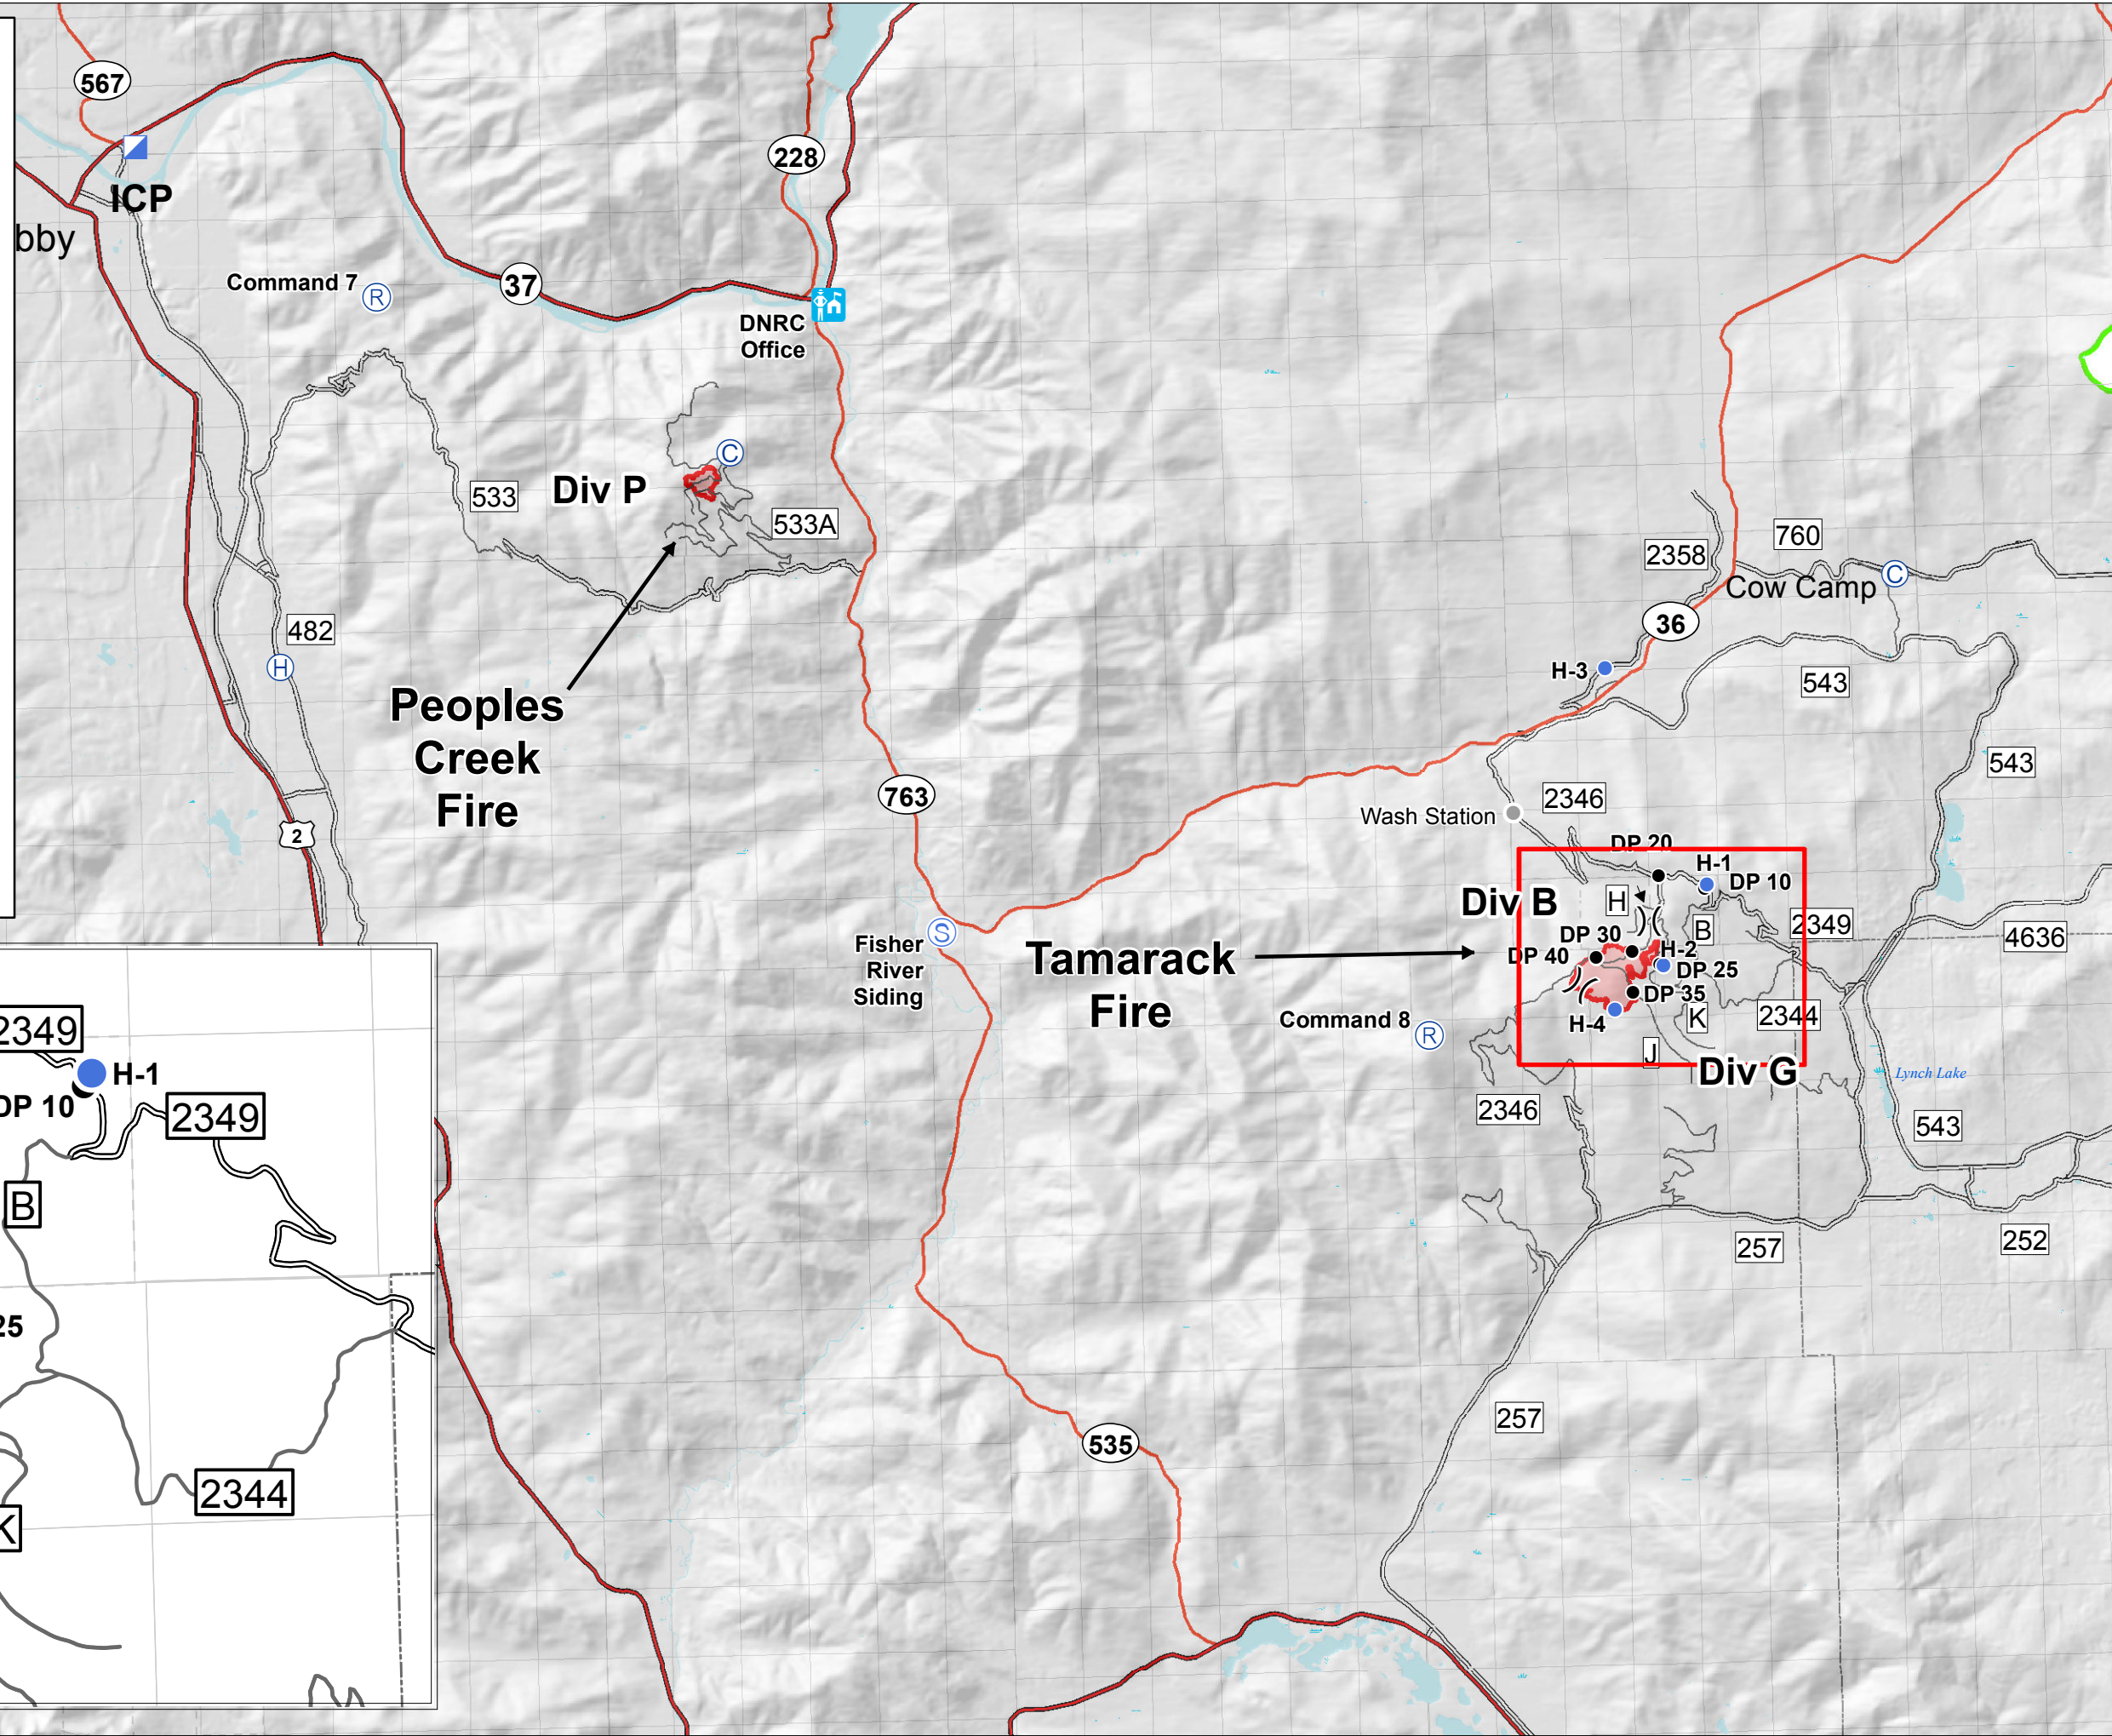 567
ICP
bby
Command 7
R
37
228
DNRC
Office
C
Div P
533
533A
482
H
Peoples
Creek
Fire
2
763
Fisher
River
Siding
S
Tamarack
Fire
Command 8
R
535
36
2358
760
Cow Camp
C
H-3
543
543
2346
Wash Station
DP 20
H-1
DP 10
Div B
H
B
2349
4636
DP 30
H-2
DP 40
DP 25
DP 35
K
2344
H-4
J
Div G
Lynch Lake
2346
543
257
252
257
2349
H-1
DP 10
2349
B
25
2344
K